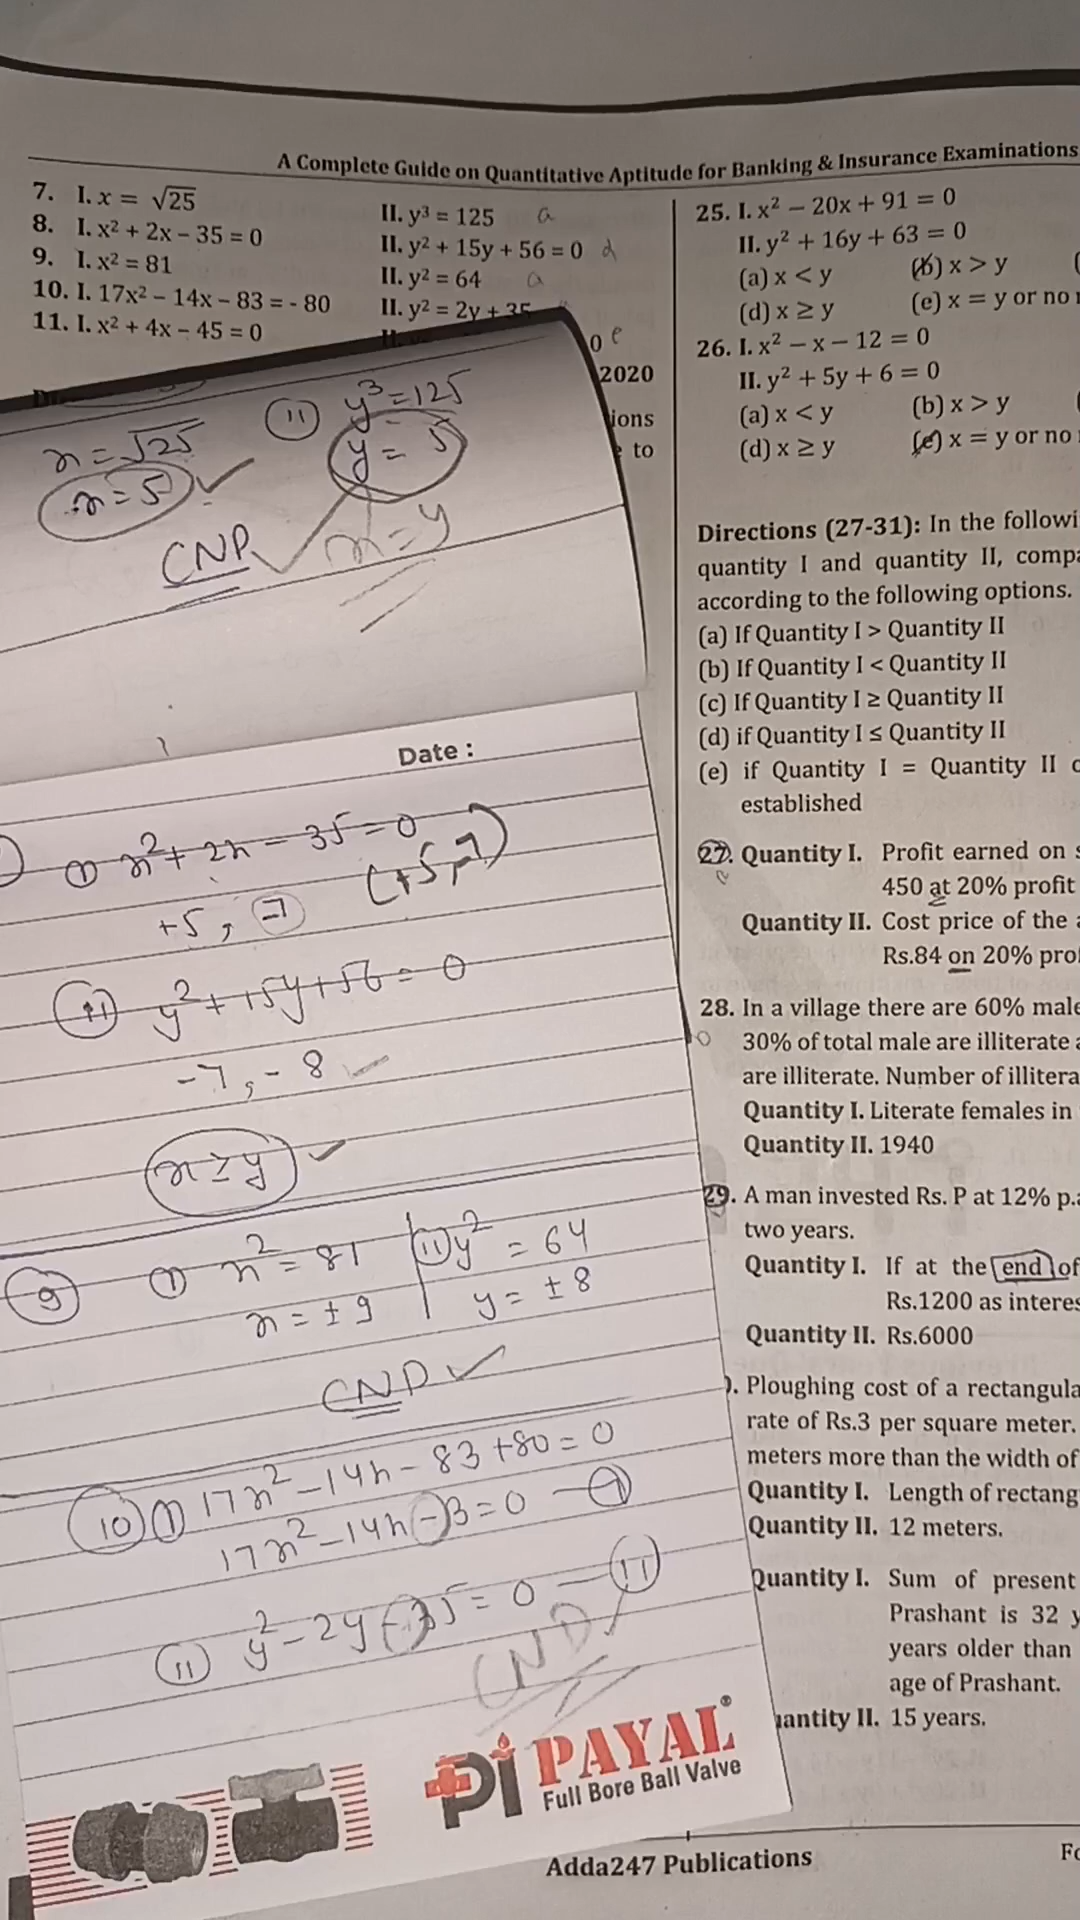 A Complete Guide on Quantitative Aptitude for Banking & Insurance Examinations
7. I. x = √25 II. y³ = 125 a
8. I. x² + 2x – 35 = 0 II. y² + 15y + 56 = 0 d
9. I. x² = 81 II. y² = 64 a
10. I. 17x² – 14x – 83 = - 80 II. y² = 2y + 35
11. I. x² + 4x – 45 = 0
0 e
2020
ions
to
x = √25 (II) y³ = 125
x = 5 y = 5
CNP x = y
Date :
(I) x² + 2x – 35 = 0
+5, -7 (+5, -7)
(II) y² + 15y + 56 = 0
-7, -8
x ≥ y
(9) (I) x² = 81 (II) y² = 64
x = ± 9 y = ± 8
CND
(10) (I) 17x² – 14x – 83 + 80 = 0
17x² – 14x – 3 = 0 – (I)
(II) y² – 2y – 35 = 0 – (II)
CND
Pi PAYAL®
Full Bore Ball Valve
25. I. x² – 20x + 91 = 0
II. y² + 16y + 63 = 0
(a) x < y (b) x > y
(d) x ≥ y (e) x = y or no
26. I. x² – x – 12 = 0
II. y² + 5y + 6 = 0
(a) x < y (b) x > y
(d) x ≥ y (e) x = y or no
Directions (27-31): In the followi
quantity I and quantity II, comp
according to the following options.
(a) If Quantity I > Quantity II
(b) If Quantity I < Quantity II
(c) If Quantity I ≥ Quantity II
(d) if Quantity I ≤ Quantity II
(e) if Quantity I = Quantity II
established
27. Quantity I. Profit earned on
450 at 20% profit
Quantity II. Cost price of the
Rs.84 on 20% pro
28. In a village there are 60% male
30% of total male are illiterate
are illiterate. Number of illitera
Quantity I. Literate females in
Quantity II. 1940
29. A man invested Rs. P at 12% p.a
two years.
Quantity I. If at the end of
Rs.1200 as interes
Quantity II. Rs.6000
). Ploughing cost of a rectangula
rate of Rs.3 per square meter.
meters more than the width of
Quantity I. Length of rectang
Quantity II. 12 meters.
Quantity I. Sum of present
Prashant is 32 y
years older than
age of Prashant.
uantity II. 15 years.
Adda247 Publications